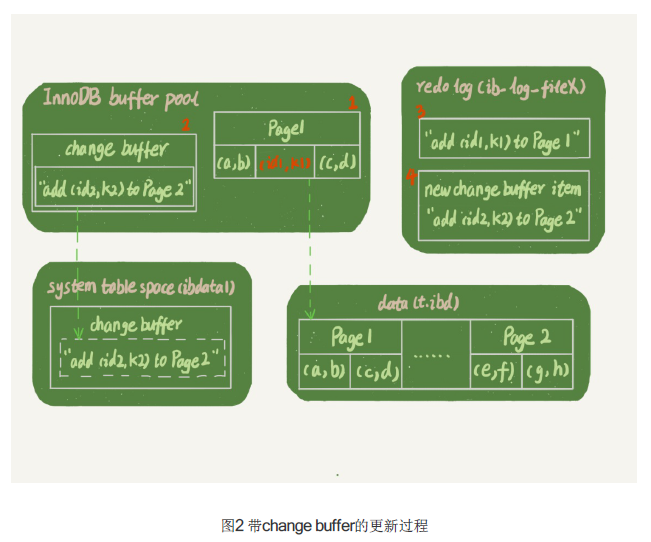 InnoDB buffer pool
1
2
Page1
change buffer
(a,b) (id1,k1) (c,d)
"add (id2,k2) to Page 2"
redo log (ib-log-fileX)
3
"add (id1,k1) to Page 1"
4
new change buffer item
"add (id2,k2) to Page 2"
system table space (ibdata1)
change buffer
"add (id2,k2) to Page 2"
data (t.ibd)
Page 1 ...... Page 2
(a,b) (c,d) (e,f) (g,h)
图2 带change buffer的更新过程